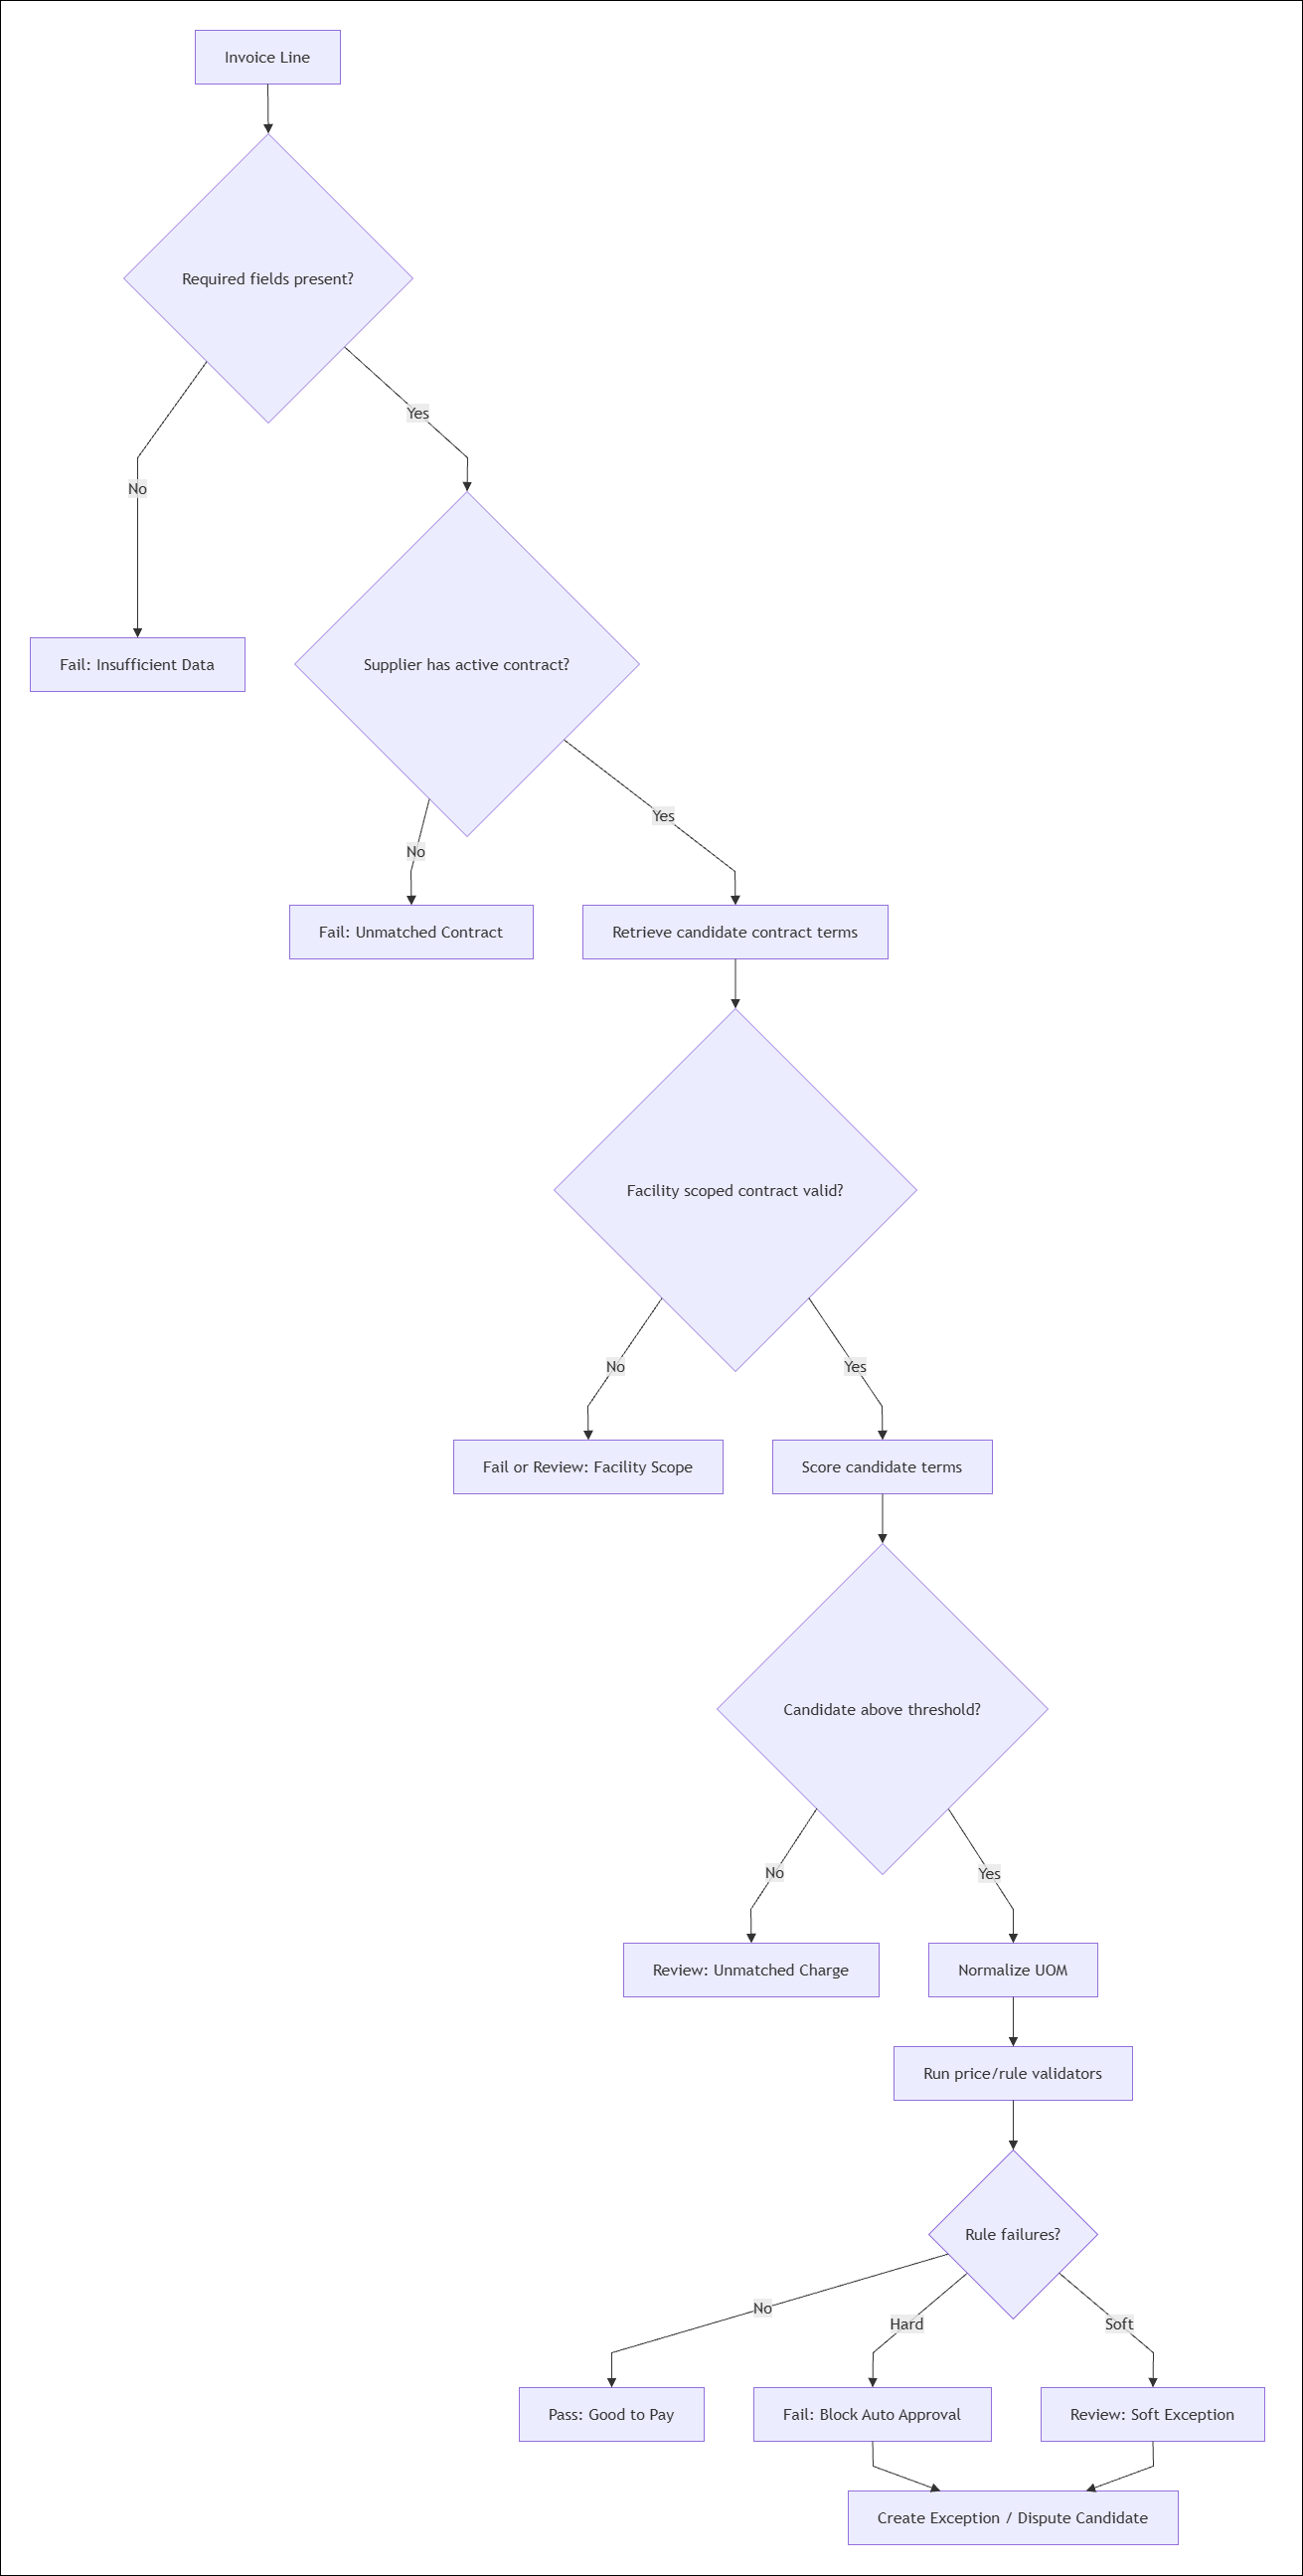 Invoice Line
Required fields present?
Yes
No
Fail: Insufficient Data
Supplier has active contract?
Yes
No
Fail: Unmatched Contract
Retrieve candidate contract terms
Facility scoped contract valid?
No
Yes
Fail or Review: Facility Scope
Score candidate terms
Candidate above threshold?
No
Yes
Review: Unmatched Charge
Normalize UOM
Run price/rule validators
Rule failures?
No
Hard
Soft
Pass: Good to Pay
Fail: Block Auto Approval
Review: Soft Exception
Create Exception / Dispute Candidate